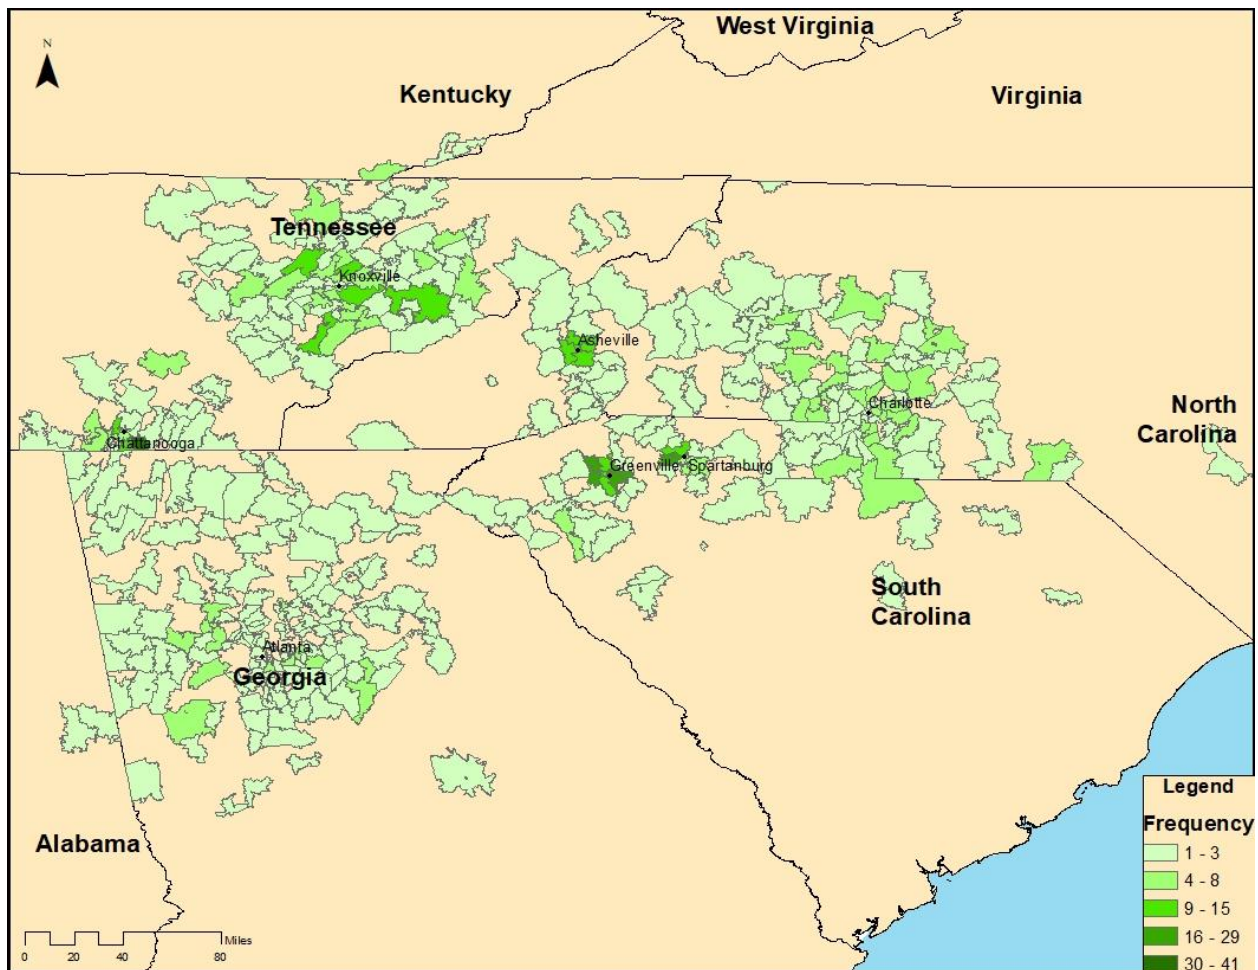 West Virginia
N
Kentucky
Virginia
Tennessee
Knoxville
Asheville
Charlotte
North
Carolina
Chattanooga
Greenville
Spartanburg
South
Carolina
Atlanta
Georgia
Alabama
Legend
Frequency
1 - 3
4 - 8
9 - 15
16 - 29
30 - 41
Miles
0 20 40 80